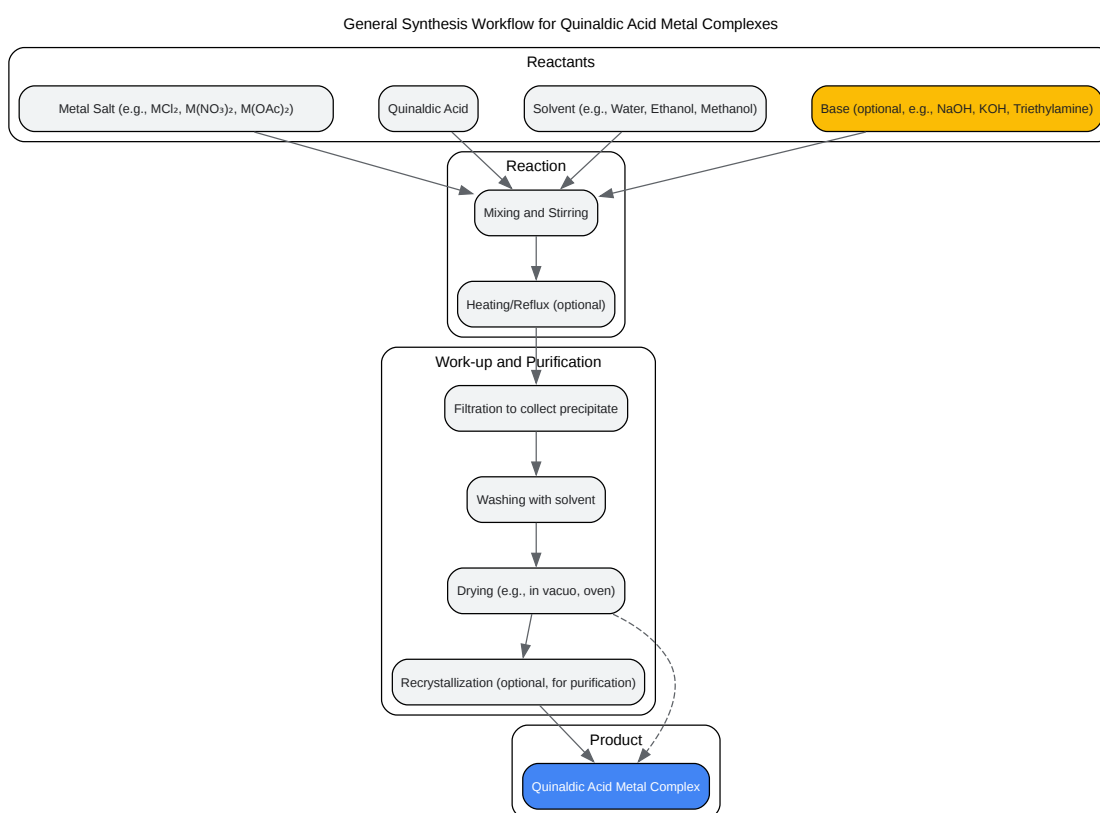 General Synthesis Workflow for Quinaldic Acid Metal Complexes
Reactants
Metal Salt (e.g., MCl₂, M(NO₃)₂, M(OAc)₂)
Quinaldic Acid
Solvent (e.g., Water, Ethanol, Methanol)
Base (optional, e.g., NaOH, KOH, Triethylamine)
Reaction
Mixing and Stirring
Heating/Reflux (optional)
Work-up and Purification
Filtration to collect precipitate
Washing with solvent
Drying (e.g., in vacuo, oven)
Recrystallization (optional, for purification)
Product
Quinaldic Acid Metal Complex